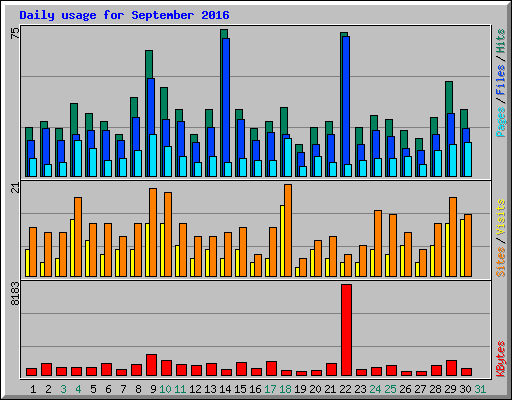 Daily usage for September 2016
75
Pages / Files / Hits
21
Sites / Visits
8183
KBytes
1 2 3 4 5 6 7 8 9 10 11 12 13 14 15 16 17 18 19 20 21 22 23 24 25 26 27 28 29 30 31